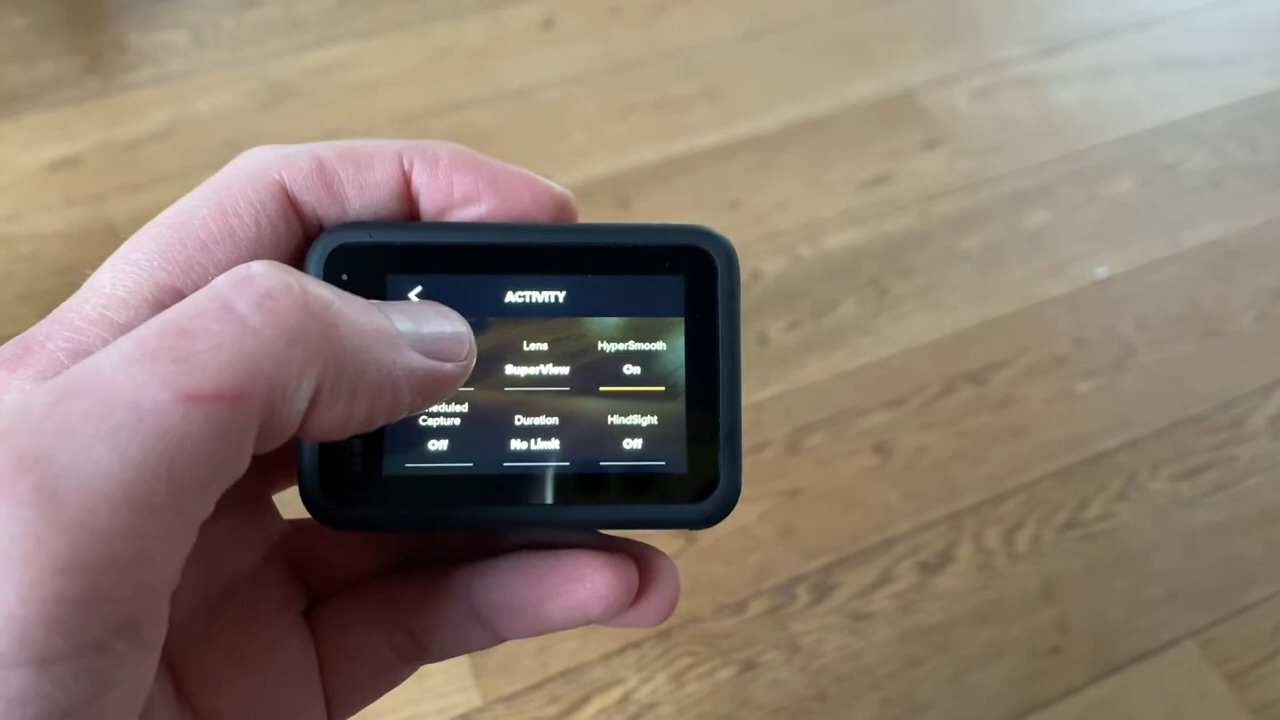 ACTIVITY
Lens
HyperSmooth
SuperView
On
Capture
Duration
HindSight
Off
No Limit
Off